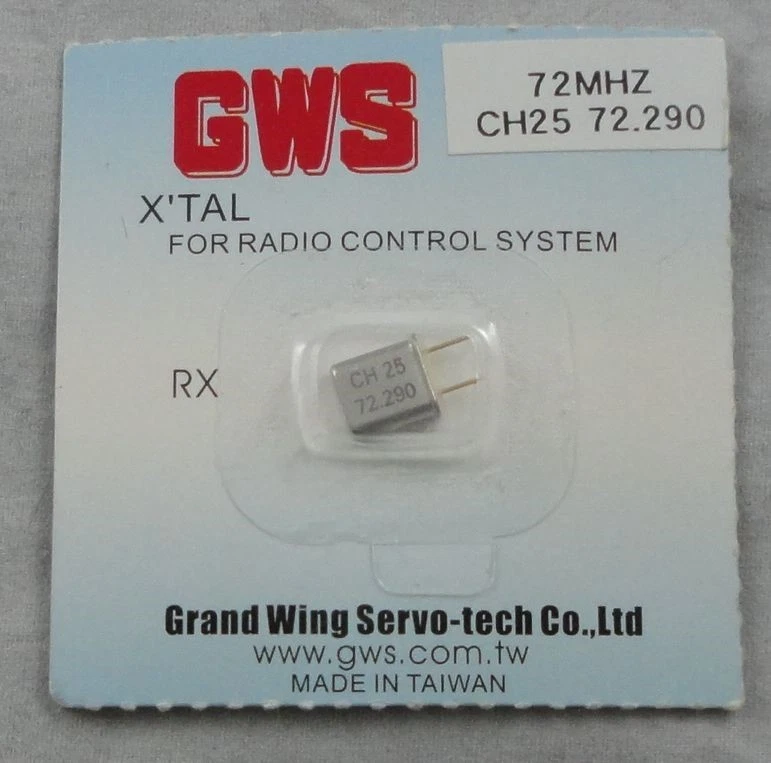 GWS
72MHZ
CH25 72.290
X'TAL
FOR RADIO CONTROL SYSTEM
RX
CH 25
72.290
Grand Wing Servo-tech Co.,Ltd
www.gws.com.tw
MADE IN TAIWAN